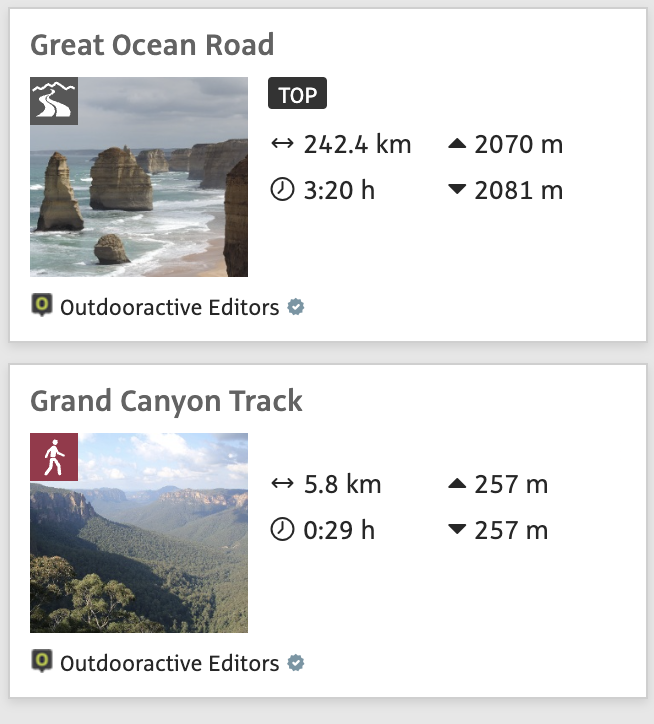 Great Ocean Road
TOP
242.4 km 2070 m
3:20 h 2081 m
Outdooractive Editors
Grand Canyon Track
5.8 km 257 m
0:29 h 257 m
Outdooractive Editors